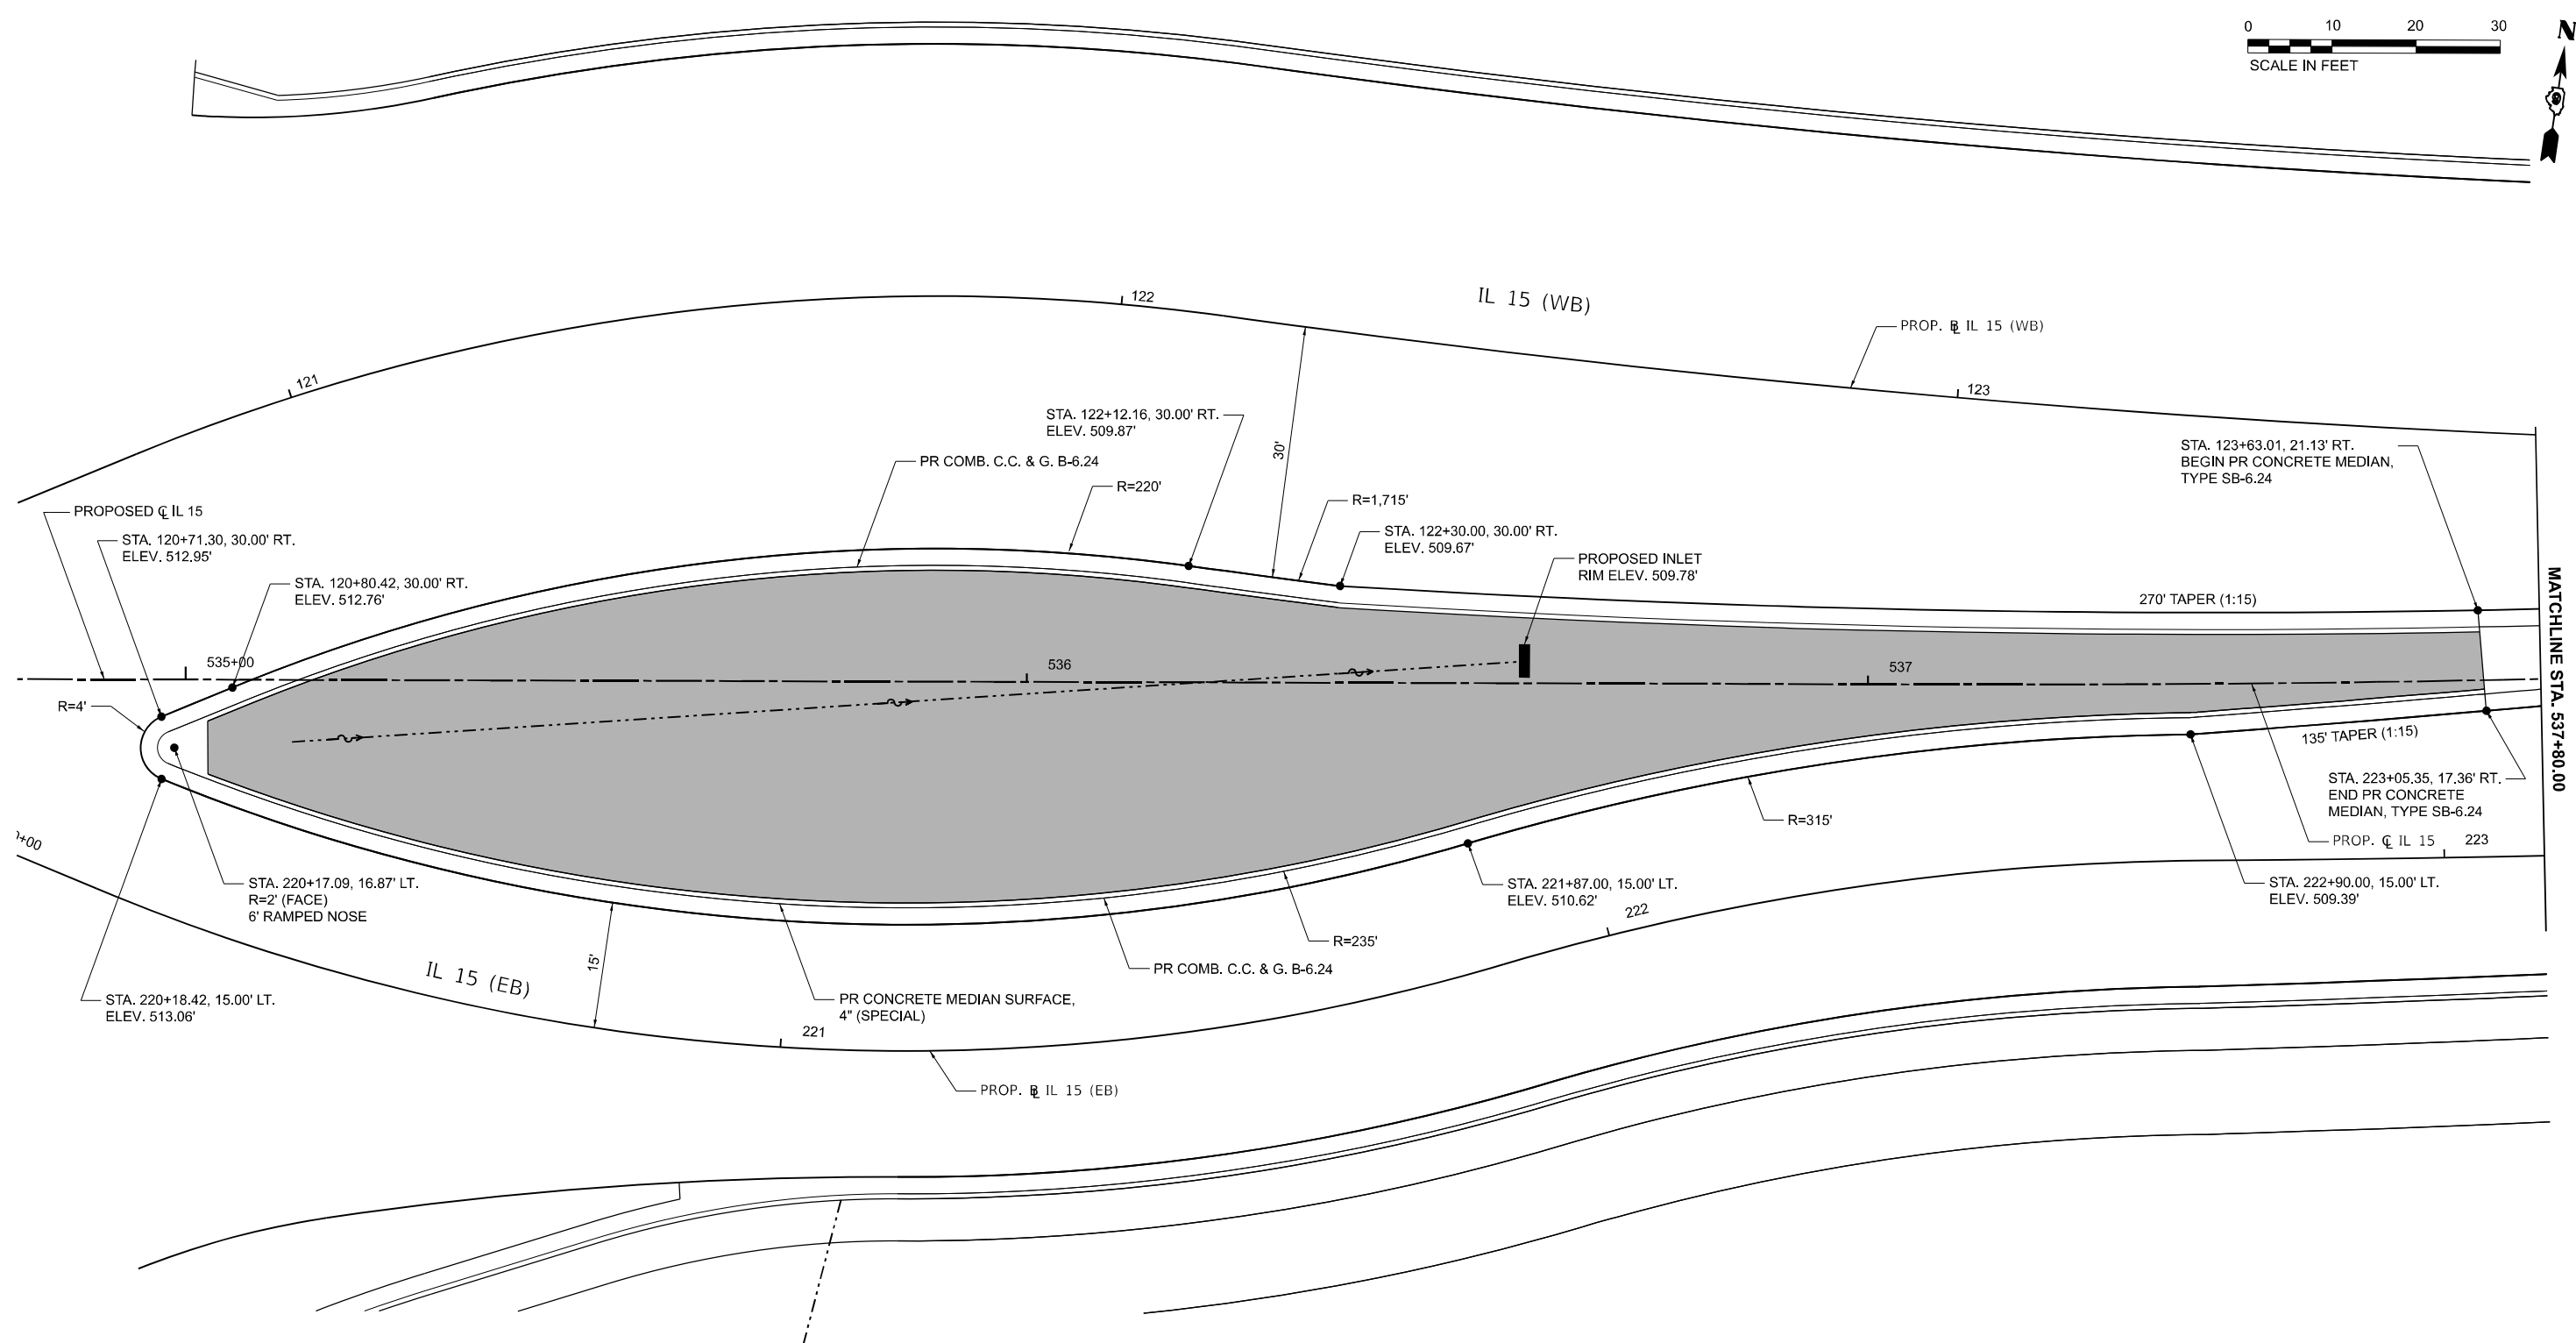 0 10 20 30
SCALE IN FEET
N
122
IL 15 (WB)
PROP. ℄ IL 15 (WB)
121
123
STA. 122+12.16, 30.00' RT.
ELEV. 509.87'
30'
STA. 123+63.01, 21.13' RT.
BEGIN PR CONCRETE MEDIAN,
TYPE SB-6.24
PR COMB. C.C. & G. B-6.24
R=220'
R=1,715'
PROPOSED ℄ IL 15
STA. 120+71.30, 30.00' RT.
ELEV. 512.95'
STA. 122+30.00, 30.00' RT.
ELEV. 509.67'
PROPOSED INLET
RIM ELEV. 509.78'
STA. 120+80.42, 30.00' RT.
ELEV. 512.76'
270' TAPER (1:15)
MATCHLINE STA. 537+80.00
535+00
536
537
R=4'
135' TAPER (1:15)
STA. 223+05.35, 17.36' RT.
END PR CONCRETE
MEDIAN, TYPE SB-6.24
R=315'
PROP. ℄ IL 15
223
+00
STA. 220+17.09, 16.87' LT.
R=2' (FACE)
6' RAMPED NOSE
STA. 221+87.00, 15.00' LT.
ELEV. 510.62'
STA. 222+90.00, 15.00' LT.
ELEV. 509.39'
222
R=235'
15'
IL 15 (EB)
PR COMB. C.C. & G. B-6.24
STA. 220+18.42, 15.00' LT.
ELEV. 513.06'
PR CONCRETE MEDIAN SURFACE,
4" (SPECIAL)
221
PROP. ℄ IL 15 (EB)